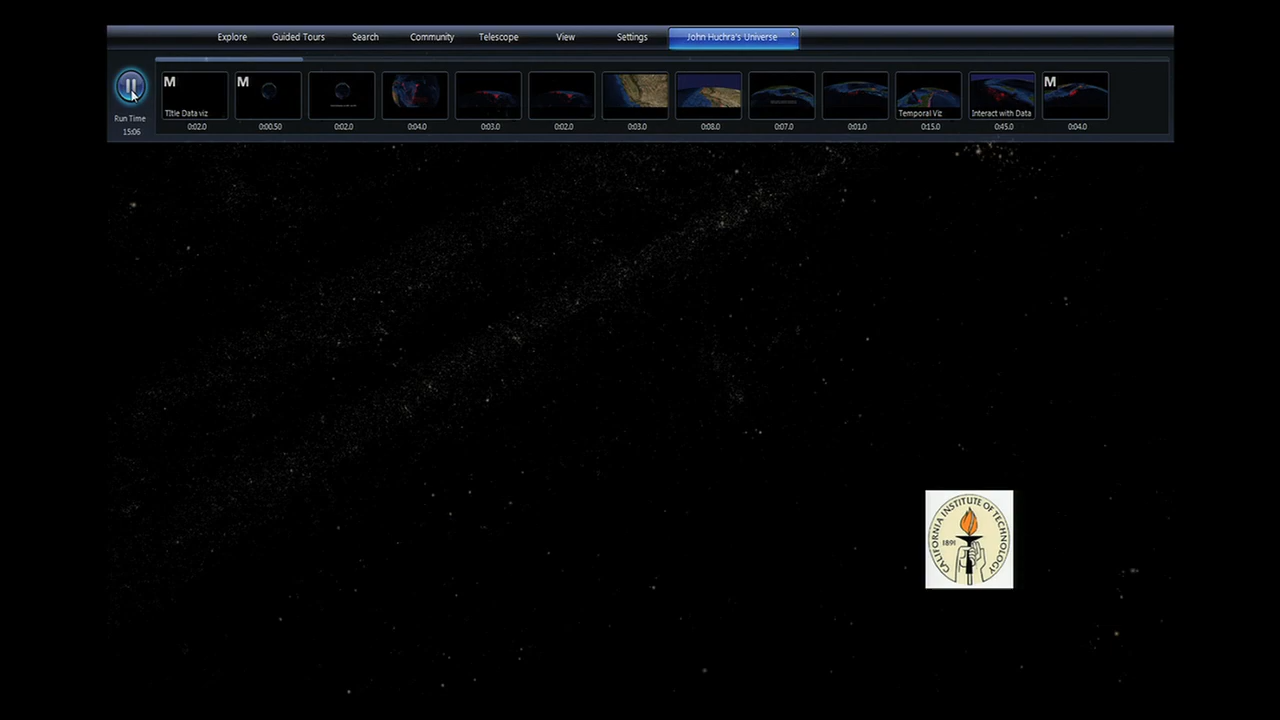 Explore Guided Tours Search Community Telescope View Settings John Huchra's Universe x
M M M
Title Data viz Temporal Viz Interact with Data
Run Time
15:06
0:02.0 0:00.50 0:02.0 0:04.0 0:03.0 0:02.0 0:03.0 0:08.0 0:07.0 0:01.0 0:15.0 0:45.0 0:04.0
CALIFORNIA INSTITUTE OF TECHNOLOGY
1891